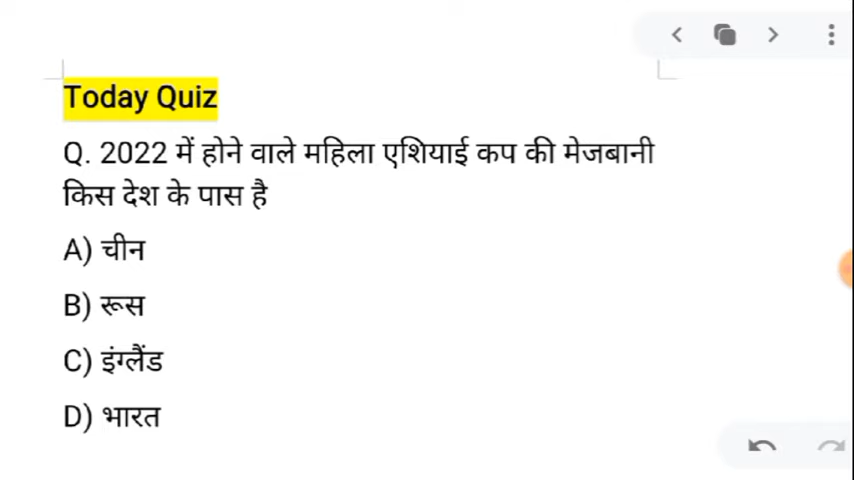 Today Quiz
Q. 2022 में होने वाले महिला एशियाई कप की मेजबानी
किस देश के पास है
A) चीन
B) रूस
C) इंग्लैंड
D) भारत